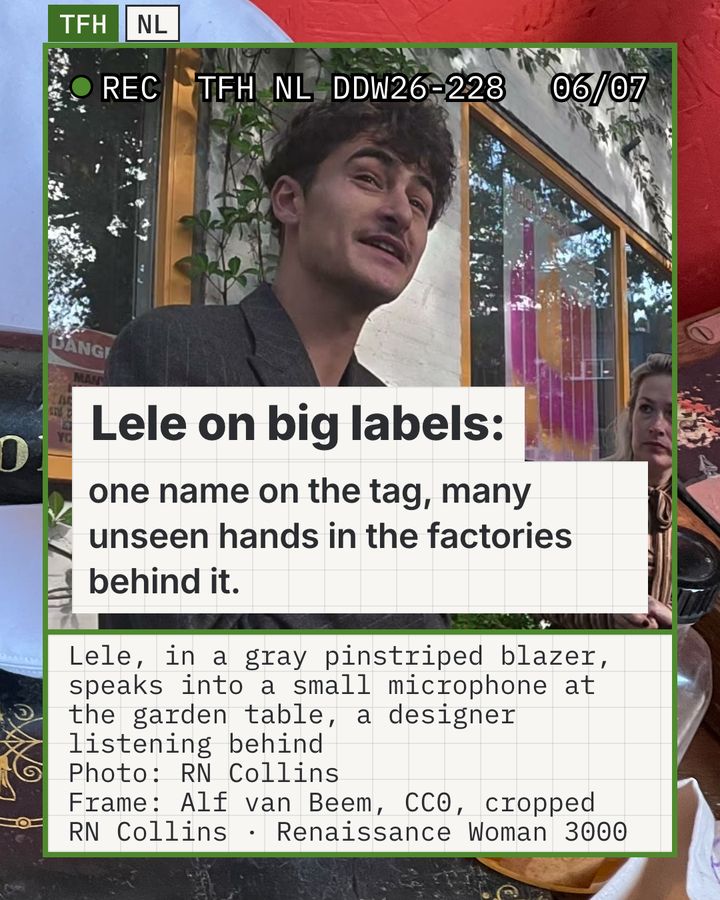 TFH NL
REC TFH NL DDW26-228 06/07
DANGE
Lele on big labels:
one name on the tag, many
unseen hands in the factories
behind it.
Lele, in a gray pinstriped blazer,
speaks into a small microphone at
the garden table, a designer
listening behind
Photo: RN Collins
Frame: Alf van Beem, CC0, cropped
RN Collins · Renaissance Woman 3000